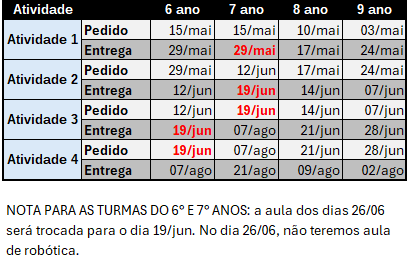 Atividade 6 ano 7 ano 8 ano 9 ano
Atividade 1 Pedido 15/mai 15/mai 10/mai 03/mai
Entrega 29/mai 29/mai 17/mai 24/mai
Atividade 2 Pedido 29/mai 12/jun 17/mai 24/mai
Entrega 12/jun 19/jun 14/jun 07/jun
Atividade 3 Pedido 12/jun 19/jun 14/jun 07/jun
Entrega 19/jun 07/ago 21/jun 28/jun
Atividade 4 Pedido 19/jun 07/ago 21/jun 28/jun
Entrega 07/ago 21/ago 09/ago 02/ago
NOTA PARA AS TURMAS DO 6º E 7º ANOS: a aula dos dias 26/06
será trocada para o dia 19/jun. No dia 26/06, não teremos aula
de robótica.